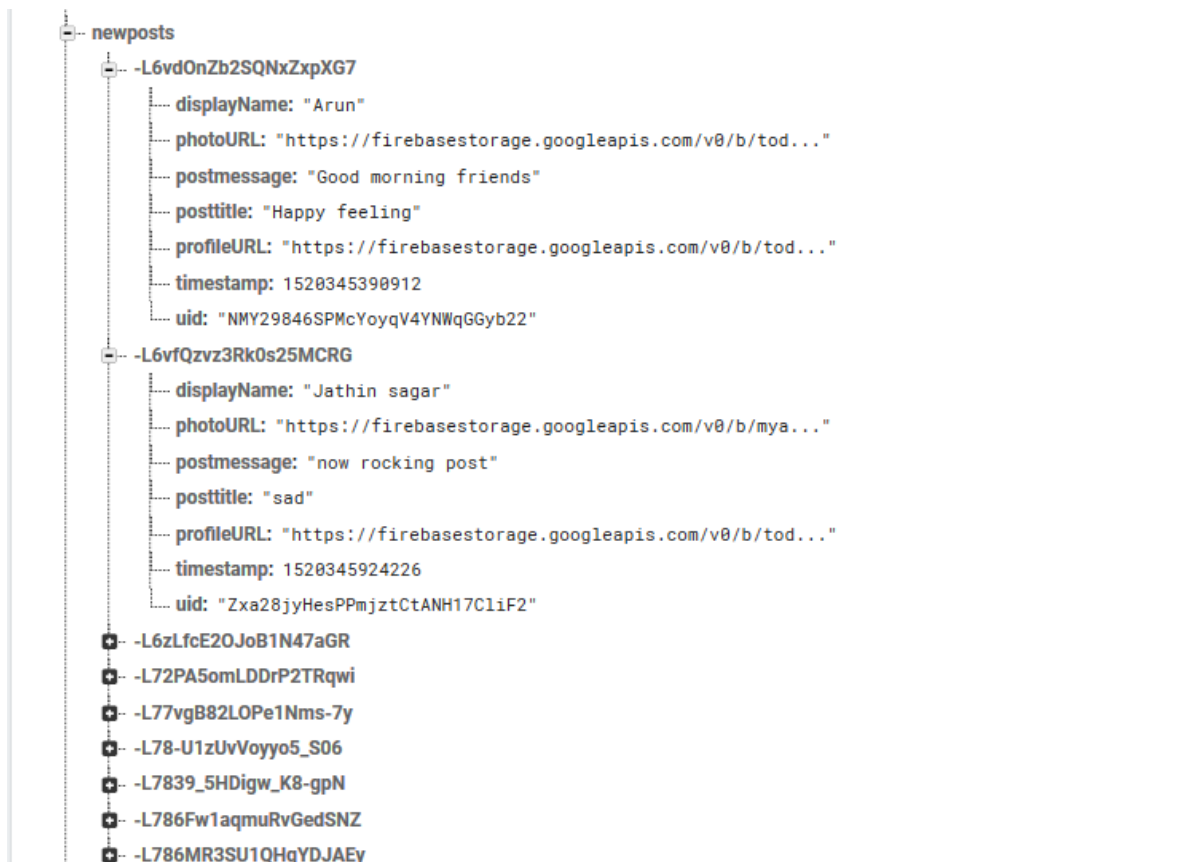 newposts
-L6vdOnZb2SQNxZxpXG7
displayName: "Arun"
photoURL: "https://firebasestorage.googleapis.com/v0/b/tod..."
postmessage: "Good morning friends"
posttitle: "Happy feeling"
profileURL: "https://firebasestorage.googleapis.com/v0/b/tod..."
timestamp: 1520345390912
uid: "NMY29846SPMcYoyqV4YNWqGGyb22"
-L6vfQzvz3Rk0s25MCRG
displayName: "Jathin sagar"
photoURL: "https://firebasestorage.googleapis.com/v0/b/mya..."
postmessage: "now rocking post"
posttitle: "sad"
profileURL: "https://firebasestorage.googleapis.com/v0/b/tod..."
timestamp: 1520345924226
uid: "Zxa28jyHesPPmjztCtANH17CliF2"
-L6zLfcE2OJoB1N47aGR
-L72PA5omLDDrP2TRqwi
-L77vgB82LOPe1Nms-7y
-L78-U1zUvVoyyo5_S06
-L7839_5HDigw_K8-gpN
-L786Fw1aqmuRvGedSNZ
-L786MR3SU1QHgYDJAEv